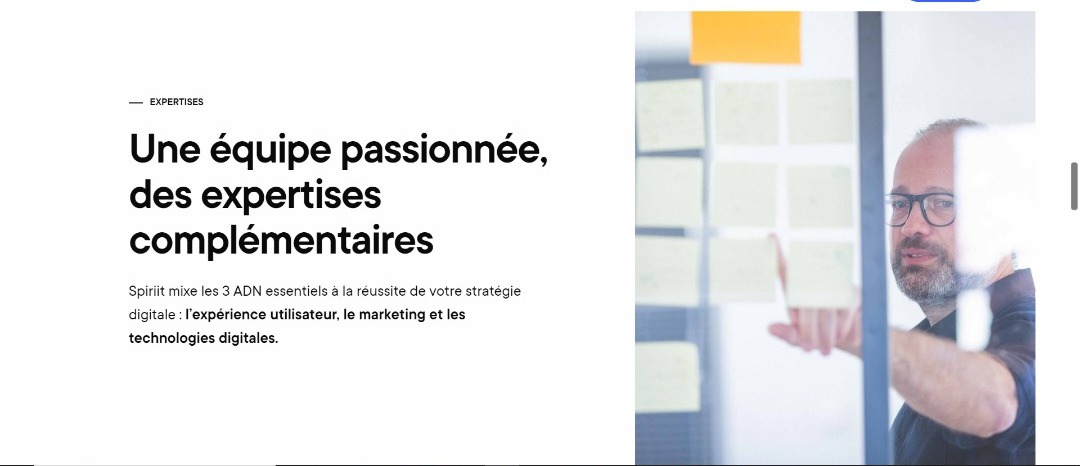 EXPERTISES
Une équipe passionnée,
des expertises
complémentaires
Spiriit mixe les 3 ADN essentiels à la réussite de votre stratégie
digitale : l’expérience utilisateur, le marketing et les
technologies digitales.